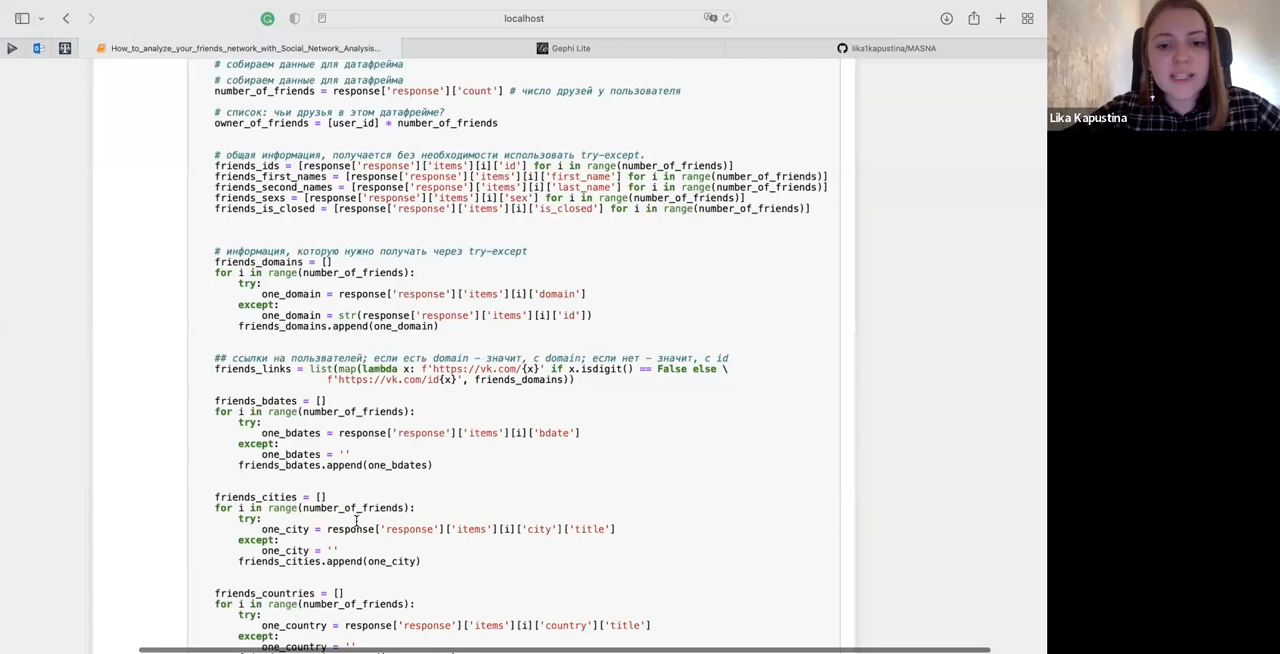 localhost
How_to_analyze_your_friends_network_with_Social_Network_Analysis...
Gephi Lite
lika1kapustina/MASNA
Lika Kapustina
# собираем данные для датафрейма
# собираем данные для датафрейма
number_of_friends = response['response']['count'] # число друзей у пользователя
# список: чьи друзья в этом датафрейме?
owner_of_friends = [user_id] * number_of_friends
# общая информация, получается без необходимости использовать try-except.
friends_ids = [response['response']['items'][i]['id'] for i in range(number_of_friends)]
friends_first_names = [response['response']['items'][i]['first_name'] for i in range(number_of_friends)]
friends_second_names = [response['response']['items'][i]['last_name'] for i in range(number_of_friends)]
friends_sexs = [response['response']['items'][i]['sex'] for i in range(number_of_friends)]
friends_is_closed = [response['response']['items'][i]['is_closed'] for i in range(number_of_friends)]
# информация, которую нужно получать через try-except
friends_domains = []
for i in range(number_of_friends):
try:
one_domain = response['response']['items'][i]['domain']
except:
one_domain = str(response['response']['items'][i]['id'])
friends_domains.append(one_domain)
## ссылки наользвателей; если есть domain - значит, с domain; если нет - значит, с id
friends_links = list(map(lambda x: f'https://vk.com/{x}' if x.isdigit() == False else \
f'https://vk.com/id{x}', friends_domains))
friends_bdates = []
for i in range(number_of_friends):
try:
one_bdates = response['response']['items'][i]['bdate']
except:
one_bdates = ''
friends_bdates.append(one_bdates)
friends_cities = []
for i in range(number_of_friends):
try:
one_city = response['response']['items'][i]['city']['title']
except:
one_city = ''
friends_cities.append(one_city)
friends_countries = []
for i in range(number_of_friends):
try:
one_country = response['response']['items'][i]['country']['title']
except:
one_country = ''